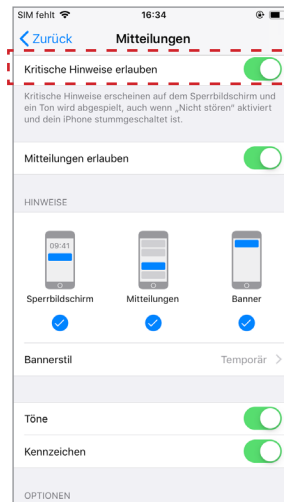 SIM fehlt 16:34
Zurück Mitteilungen
Kritische Hinweise erlauben
Kritische Hinweise erscheinen auf dem Sperrbildschirm und
ein Ton wird abgespielt, auch wenn „Nicht stören" aktiviert
und dein iPhone stummgeschaltet ist.
Mitteilungen erlauben
HINWEISE
09:41
Sperrbildschirm Mitteilungen Banner
Bannerstil Temporär
Töne
Kennzeichen
OPTIONEN